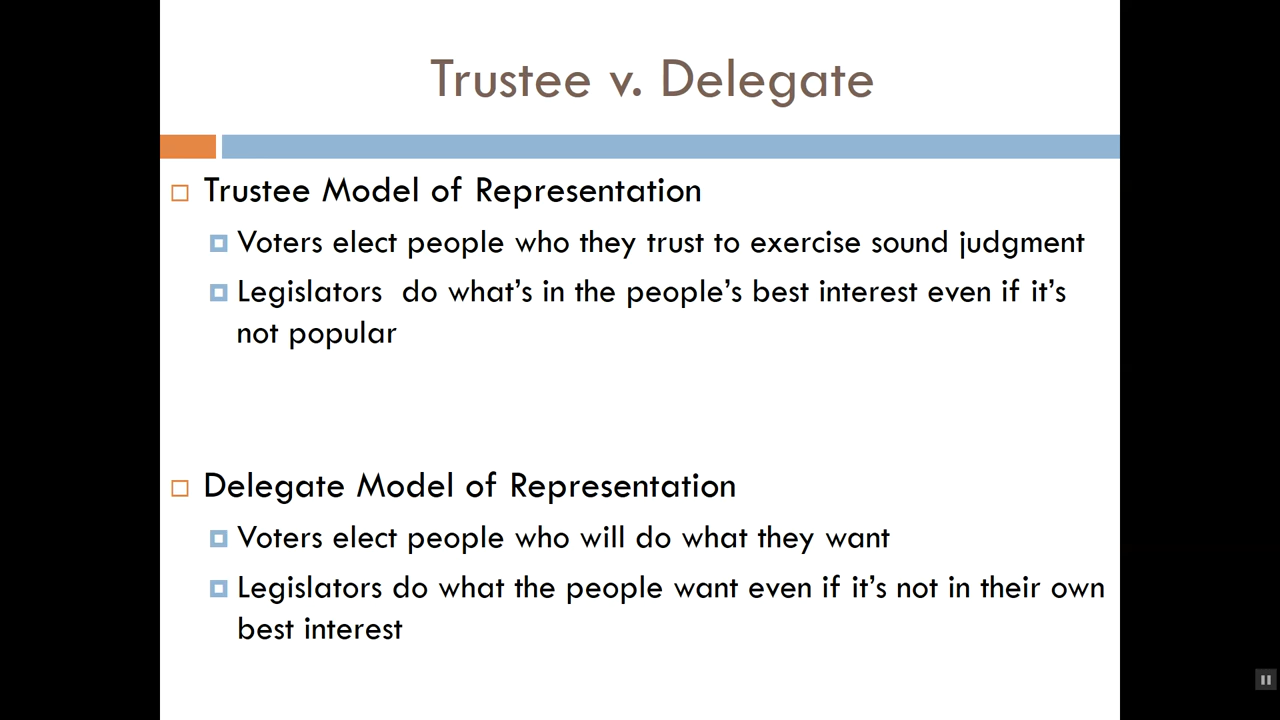 Trustee v. Delegate
Trustee Model of Representation
Voters elect people who they trust to exercise sound judgment
Legislators  do what’s in the people’s best interest even if it’s
not popular
Delegate Model of Representation
Voters elect people who will do what they want
Legislators do what the people want even if it’s not in their own
best interest